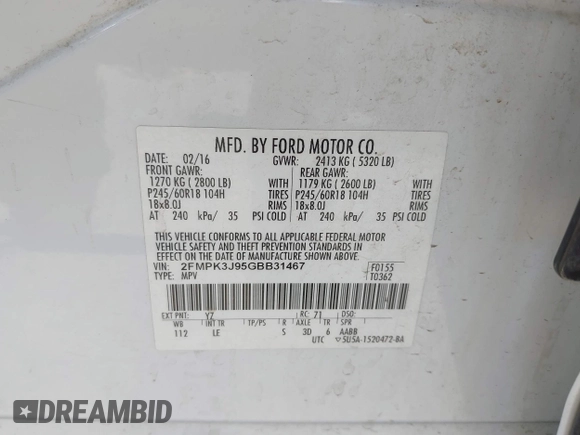 MFD. BY FORD MOTOR CO.
DATE: 02/16 GVWR: 2413 KG ( 5320 LB)
FRONT GAWR: REAR GAWR:
1270 KG ( 2800 LB) WITH 1179 KG ( 2600 LB) WITH
P245/60R18 104H TIRES P245/60R18 104H TIRES
18x8.0J RIMS 18x8.0J RIMS
AT 240 kPa/ 35 PSI COLD AT 240 kPa/ 35 PSI COLD
THIS VEHICLE CONFORMS TO ALL APPLICABLE FEDERAL MOTOR
VEHICLE SAFETY AND THEFT PREVENTION STANDARDS IN
EFFECT ON THE DATE OF MANUFACTURE SHOWN ABOVE.
VIN: 2FMPK3J95GBB31467 F0155
TYPE: MPV T0362
EXT PNT: YZ RC: 71 DSO:
WB INT TR TP/PS R AXLE TR SPR
112 LE S 3D 6 AABB
UTC ▽5U5A-1520472-BA
DREAMBID